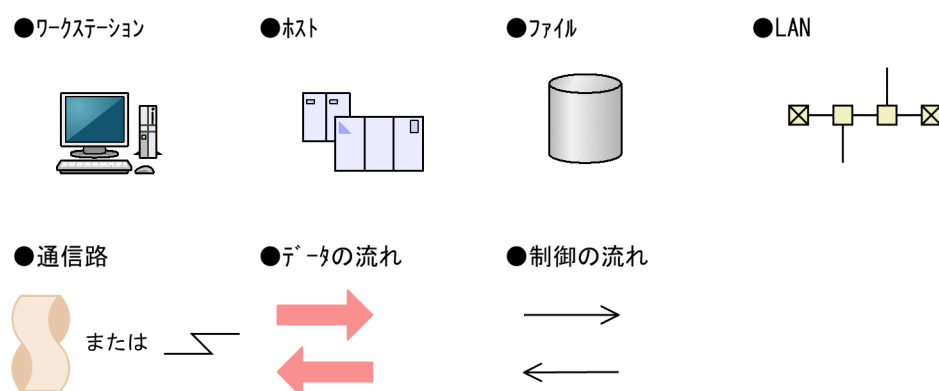 ●ワークステーション
●ホスト
●ファイル
●LAN
●通信路
●データの流れ
●制御の流れ
または